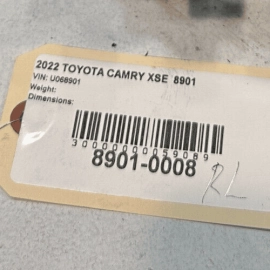 2022 TOYOTA CAMRY XSE 8901
VIN: U068901
Weight:
Dimensions:
3000000059089
8901-0008
RL